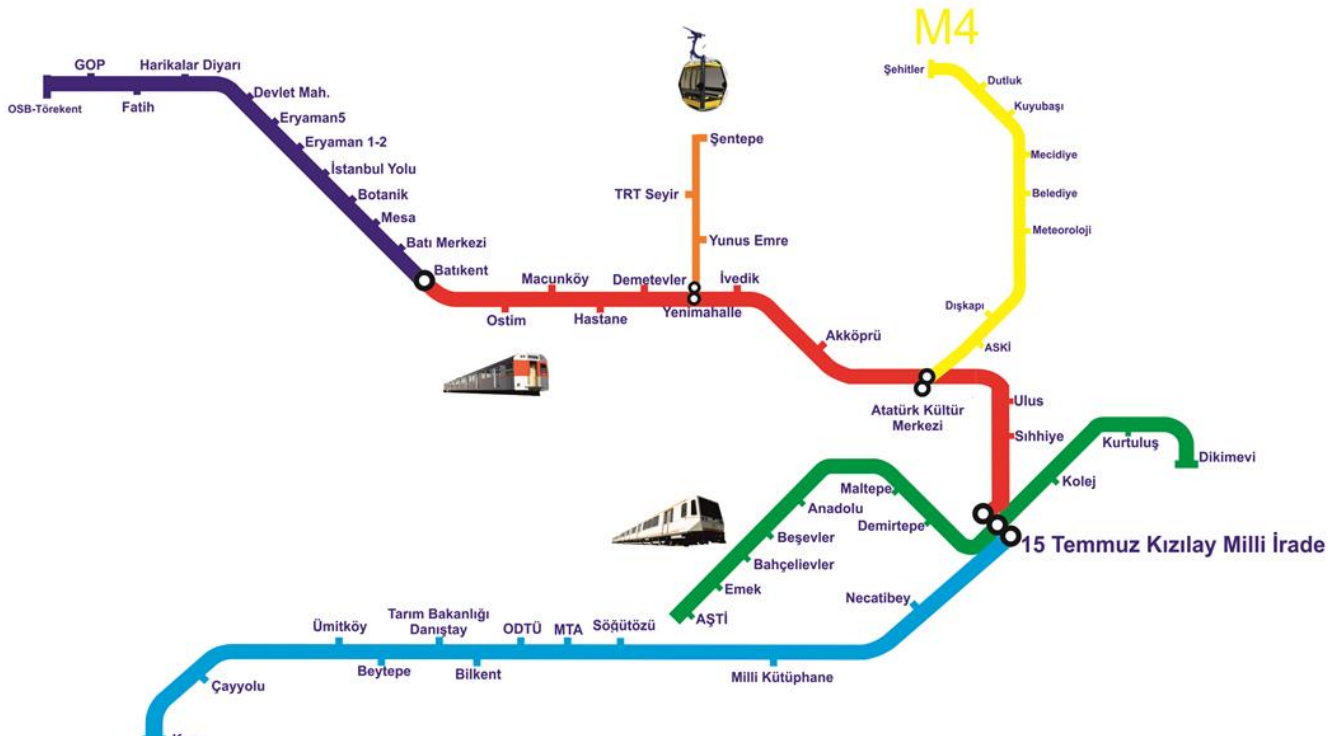 M4
GOP
Harikalar Diyarı
OSB-Törekent
Fatih
Devlet Mah.
Eryaman5
Eryaman 1-2
İstanbul Yolu
Botanik
Mesa
Batı Merkezi
Batıkent
Şentepe
TRT Seyir
Yunus Emre
Şehitler
Dutluk
Kuyubaşı
Mecidiye
Belediye
Meteoroloji
Dışkapı
ASKİ
Macunköy
Demetevler
İvedik
Ostim
Hastane
Yenimahalle
Akköprü
Atatürk Kültür
Merkezi
Ulus
Sıhhiye
Kurtuluş
Dikimevi
Kolej
Maltepe
Anadolu
Demirtepe
Beşevler
Bahçelievler
Emek
AŞTİ
15 Temmuz Kızılay Milli İrade
Necatibey
Ümitköy
Tarım Bakanlığı
Danıştay
ODTÜ
MTA
Söğütözü
Beytepe
Bilkent
Milli Kütüphane
Çayyolu